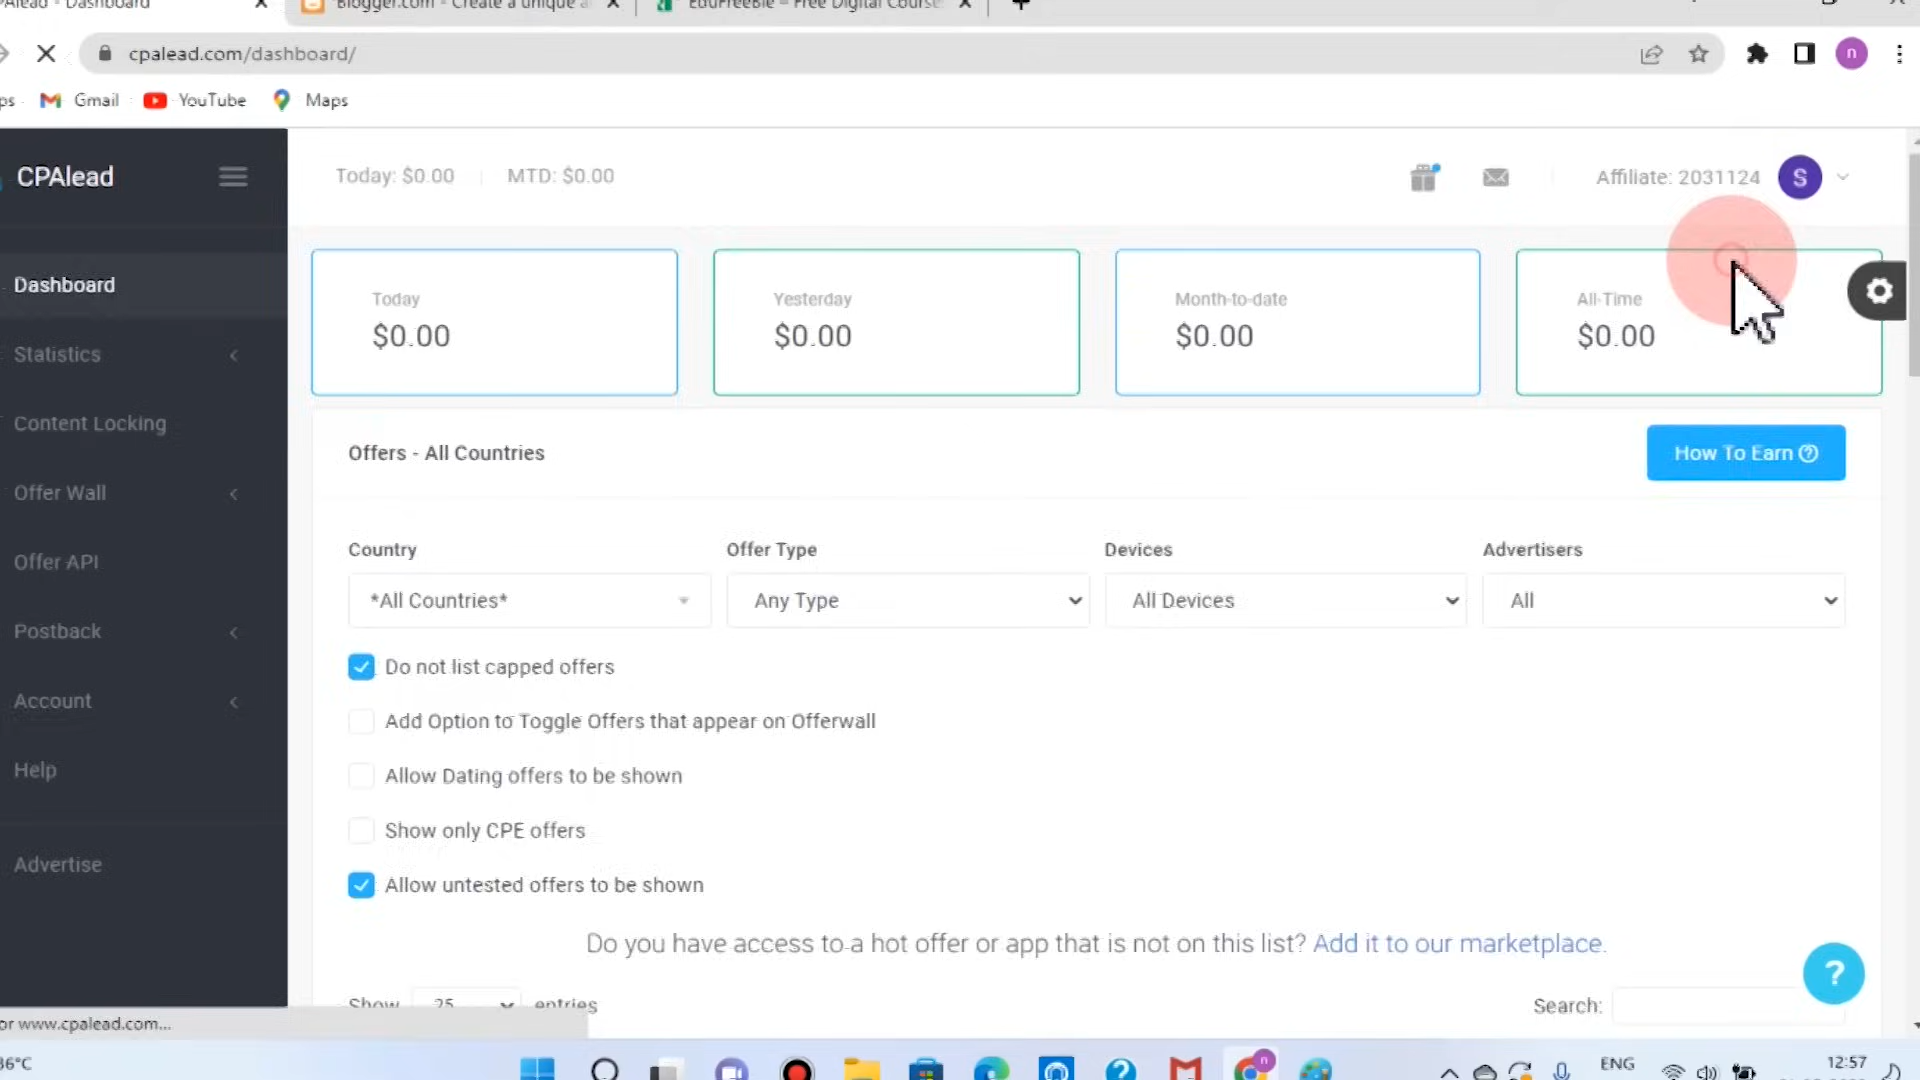 Alead - Dashboard
Blogger.com - Create a unique a
EduFreeBie – Free Digital Course
cpalead.com/dashboard/
n
ps
Gmail
YouTube
Maps
CPAlead
Today: $0.00
MTD: $0.00
Affiliate: 2031124
S
Dashboard
Statistics
Content Locking
Offer Wall
Offer API
Postback
Account
Help
Advertise
Today
$0.00
Yesterday
$0.00
Month-to-date
$0.00
All-Time
$0.00
Offers - All Countries
How To Earn
Country
Offer Type
Devices
Advertisers
*All Countries*
Any Type
All Devices
All
Do not list capped offers
Add Option to Toggle Offers that appear on Offerwall
Allow Dating offers to be shown
Show only CPE offers
Allow untested offers to be shown
Do you have access to a hot offer or app that is not on this list? Add it to our marketplace.
Show 25 entries
Search:
?
or www.cpalead.com...
36°C
n
ENG
12:57